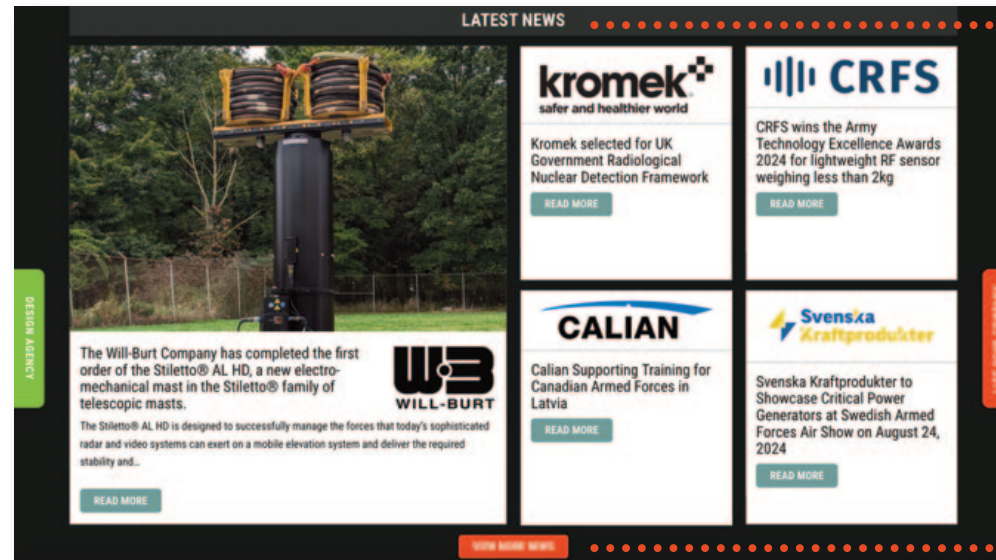 LATEST NEWS
The Will-Burt Company has completed the first
order of the Stiletto® AL HD, a new electro-
mechanical mast in the Stiletto® family of
telescopic masts.
WILL-BURT
The Stiletto® AL HD is designed to successfully manage the forces that today's sophisticated
radar and video systems can exert on a mobile elevation system and deliver the required
stability and...
READ MORE
kromek
safer and healthier world
Kromek selected for UK
Government Radiological
Nuclear Detection Framework
READ MORE
CRFS
CRFS wins the Army
Technology Excellence Awards
2024 for lightweight RF sensor
weighing less than 2kg
READ MORE
CALIAN
Calian Supporting Training for
Canadian Armed Forces in
Latvia
READ MORE
Svenska
Kraftprodukter
Svenska Kraftprodukter to
Showcase Critical Power
Generators at Swedish Armed
Forces Air Show on August 24,
2024
READ MORE
VIEW MORE NEWS
DESIGN AGENCY